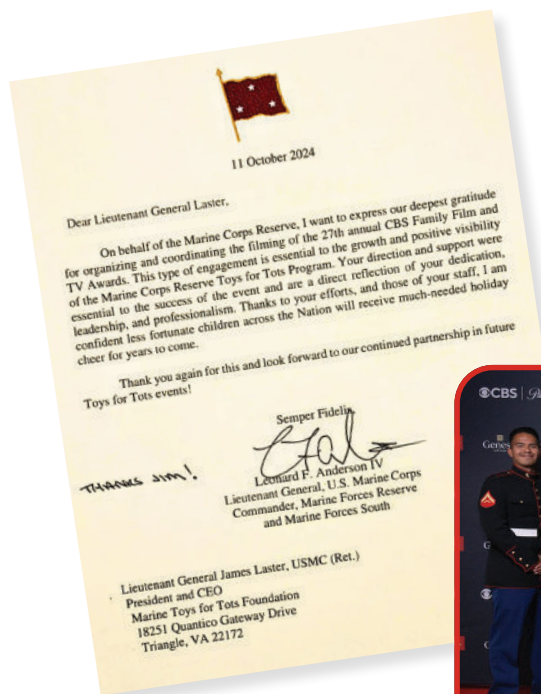 11 October 2024
Dear Lieutenant General Laster,
On behalf of the Marine Corps Reserve, I want to express our deepest gratitude
for organizing and coordinating the filming of the 27th annual CBS Family Film and
TV Awards. This type of engagement is essential to the growth and positive visibility
of the Marine Corps Reserve Toys for Tots Program. Your direction and support were
essential to the success of the event and are a direct reflection of your dedication,
leadership, and professionalism. Thanks to your efforts, and those of your staff, I am
confident less fortunate children across the Nation will receive much-needed holiday
cheer for years to come.
Thank you again for this and look forward to our continued partnership in future
Toys for Tots events!
Semper Fidelis,
THANKS JIM!
Leonard F. Anderson IV
Lieutenant General, U.S. Marine Corps
Commander, Marine Forces Reserve
and Marine Forces South
Lieutenant General James Laster, USMC (Ret.)
President and CEO
Marine Toys for Tots Foundation
18251 Quantico Gateway Drive
Triangle, VA 22172
CBS